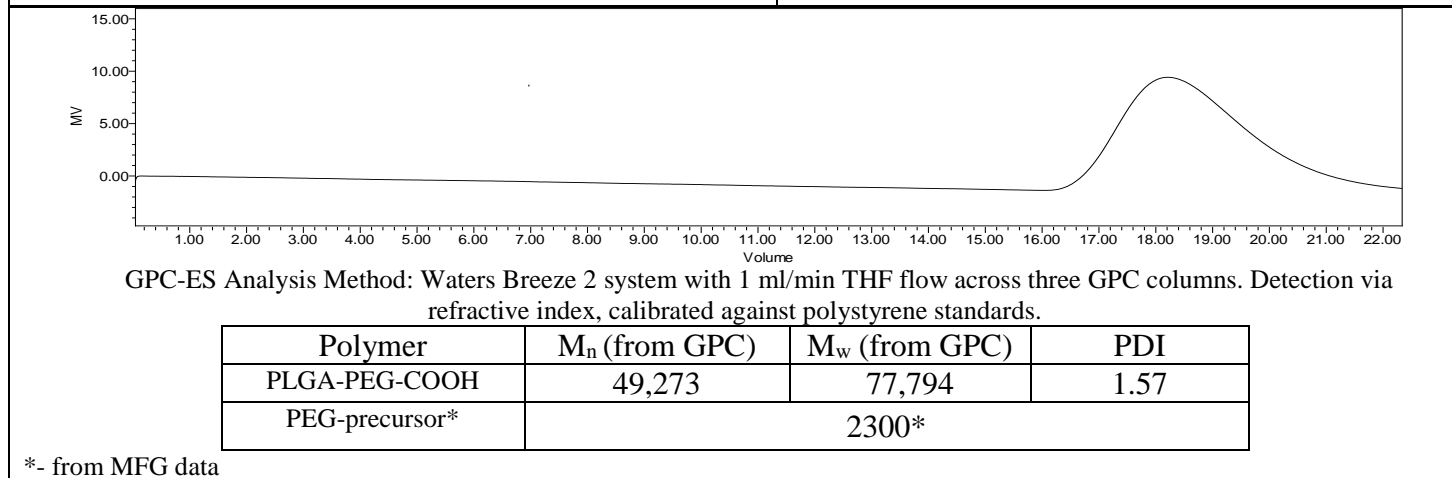 15.00
10.00
MV
5.00
0.00
1.00 2.00 3.00 4.00 5.00 6.00 7.00 8.00 9.00 10.00 11.00 12.00 13.00 14.00 15.00 16.00 17.00 18.00 19.00 20.00 21.00 22.00
Volume
GPC-ES Analysis Method: Waters Breeze 2 system with 1 ml/min THF flow across three GPC columns. Detection via
refractive index, calibrated against polystyrene standards.
Polymer Mn (from GPC) Mw (from GPC) PDI
PLGA-PEG-COOH 49,273 77,794 1.57
PEG-precursor* 2300*
*- from MFG data